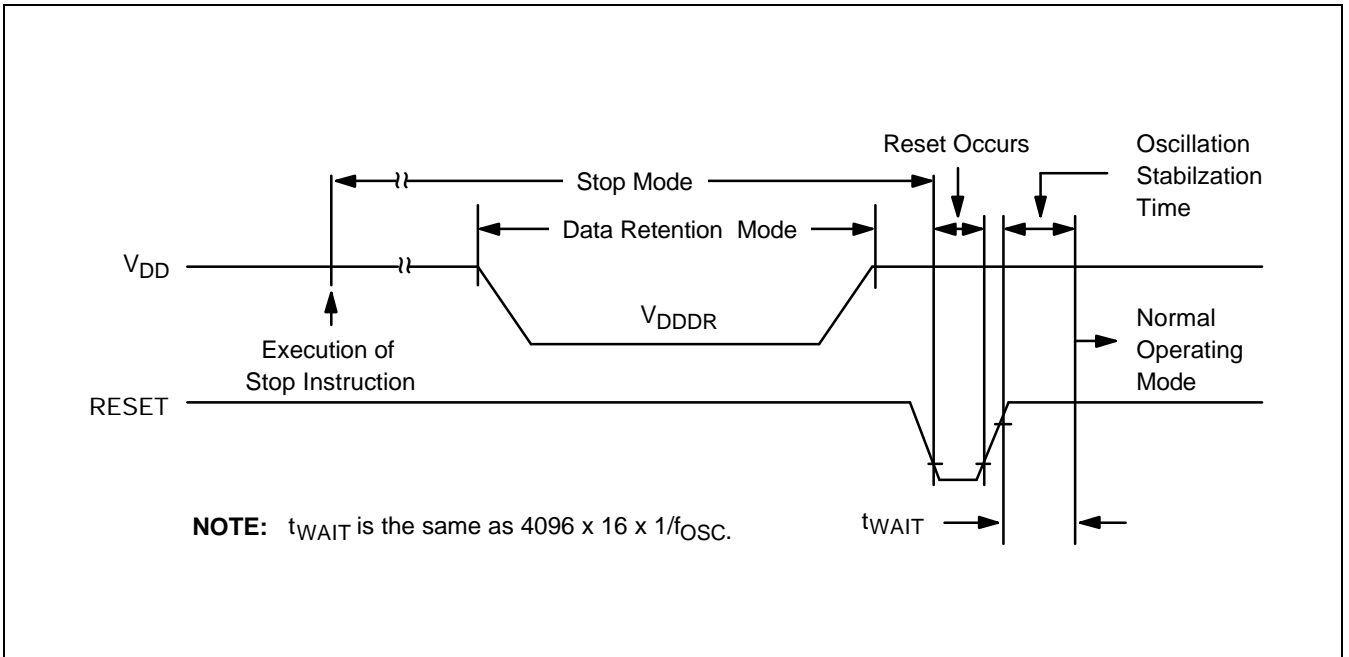 Reset Occurs
Oscillation
Stabilzation
Time
Stop Mode
Data Retention Mode
VDD
VDDDR
Execution of
Stop Instruction
Normal
Operating
Mode
RESET
NOTE: tWAIT is the same as 4096 x 16 x 1/fOSC.
tWAIT